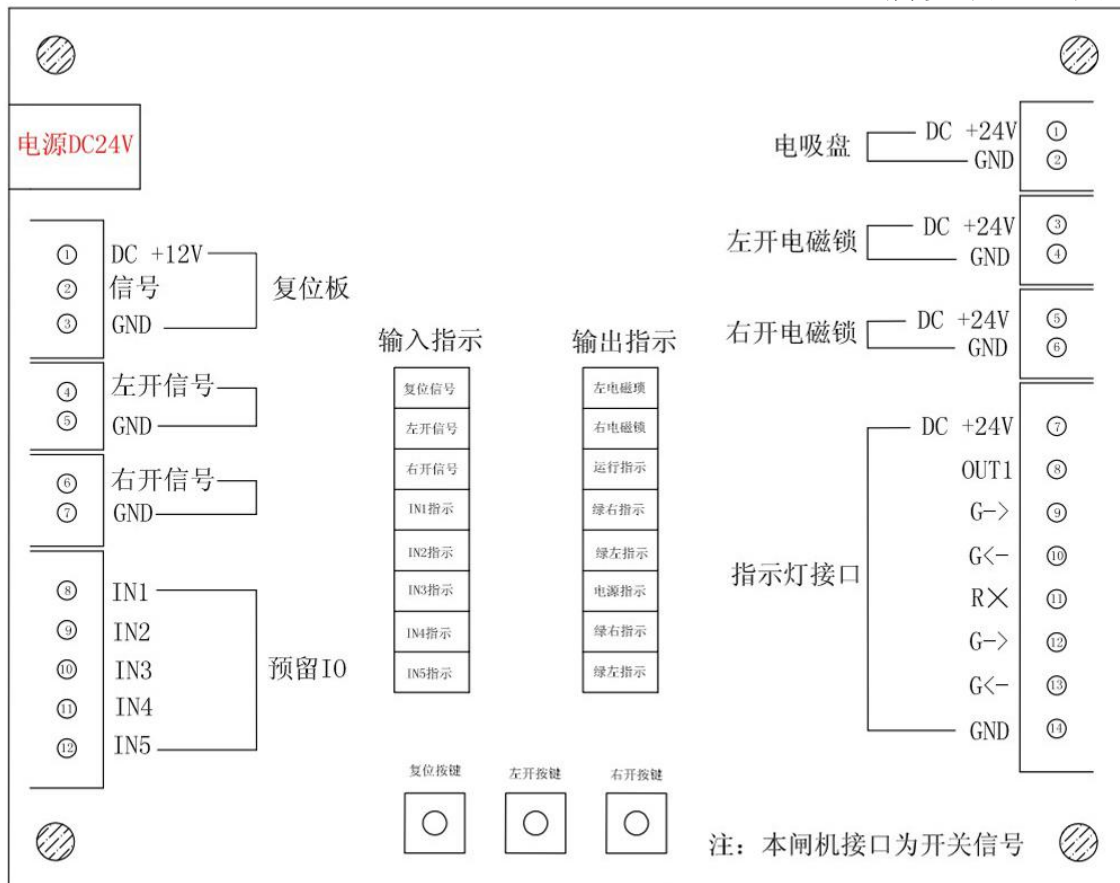 电源DC24V
① DC +12V
② 信号
③ GND
复位板
④ 左开信号
⑤ GND
⑥ 右开信号
⑦ GND
⑧ IN1
⑨ IN2
⑩ IN3
⑪ IN4
⑫ IN5
预留IO
输入指示
复位信号
左开信号
右开信号
IN1指示
IN2指示
IN3指示
IN4指示
IN5指示
输出指示
左电磁琐
右电磁锁
运行指示
绿右指示
绿左指示
电源指示
绿右指示
绿左指示
复位按键
左开按键
右开按键
电吸盘
DC +24V ①
GND ②
左开电磁锁
DC +24V ③
GND ④
右开电磁锁
DC +24V ⑤
GND ⑥
指示灯接口
DC +24V ⑦
OUT1 ⑧
G-> ⑨
G<- ⑩
R× ⑪
G-> ⑫
G<- ⑬
GND ⑭
注: 本闸机接口为开关信号